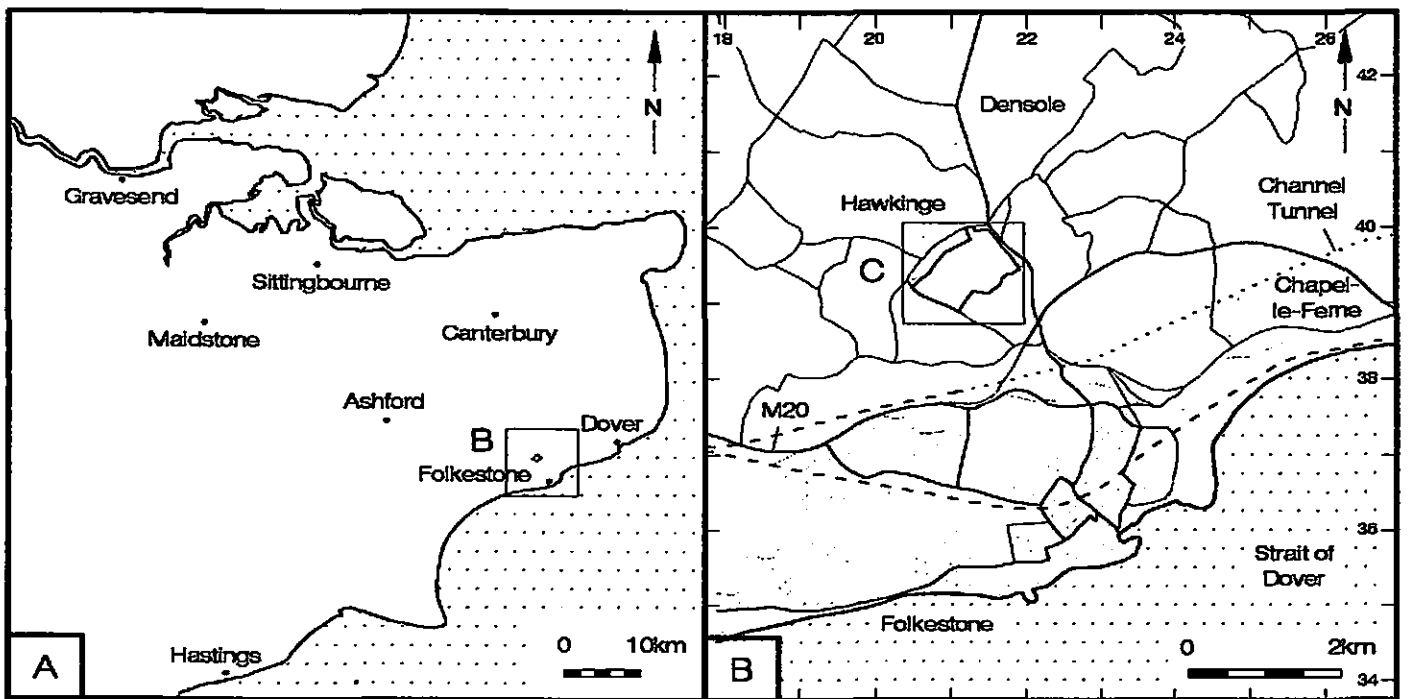 N
Gravesend
Sittingbourne
Maidstone
Canterbury
Ashford
B
Dover
Folkestone
Hastings
0 10km
A
18 20 22 24 26
42
Densole
N
Channel
Tunnel
Hawkinge
40
C
Chapel-
le-Ferne
38
M20
36
Strait of
Dover
Folkestone
0 2km
B
34